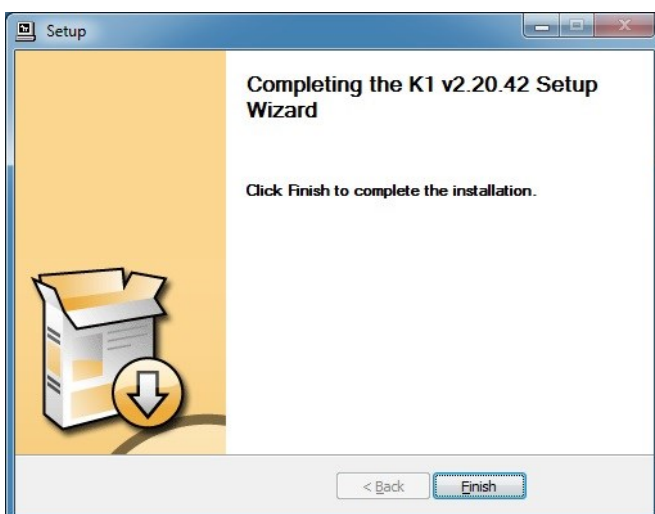 Setup
Completing the K1 v2.20.42 Setup
Wizard
Click Finish to complete the installation.
< Back
Finish